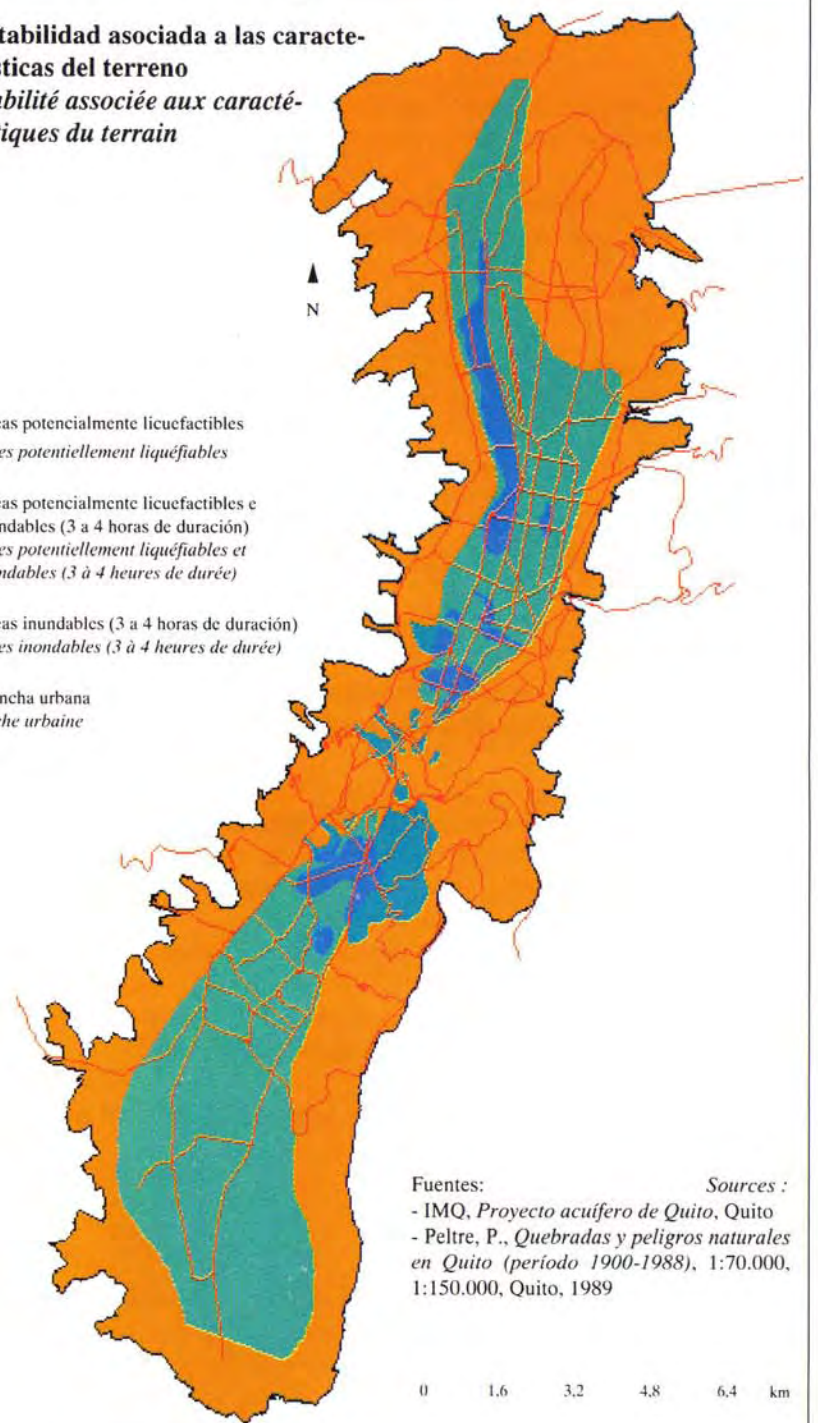 tabilidad asociada a las caracte-
sticas del terreno
abilité associée aux caracté-
tiques du terrain
N
eas potencialmente licuefactibles
es potentiellement liquéfiables
eas potencialmente licuefactibles e
ndables (3 a 4 horas de duración)
es potentiellement liquéfiables et
ndables (3 à 4 heures de durée)
eas inundables (3 a 4 horas de duración)
es inondables (3 à 4 heures de durée)
ncha urbana
che urbaine
Fuentes: Sources :
- IMQ, Proyecto acuífero de Quito, Quito
- Peltre, P., Quebradas y peligros naturales
en Quito (período 1900-1988), 1:70.000,
1:150.000, Quito, 1989
0 1,6 3,2 4,8 6,4 km